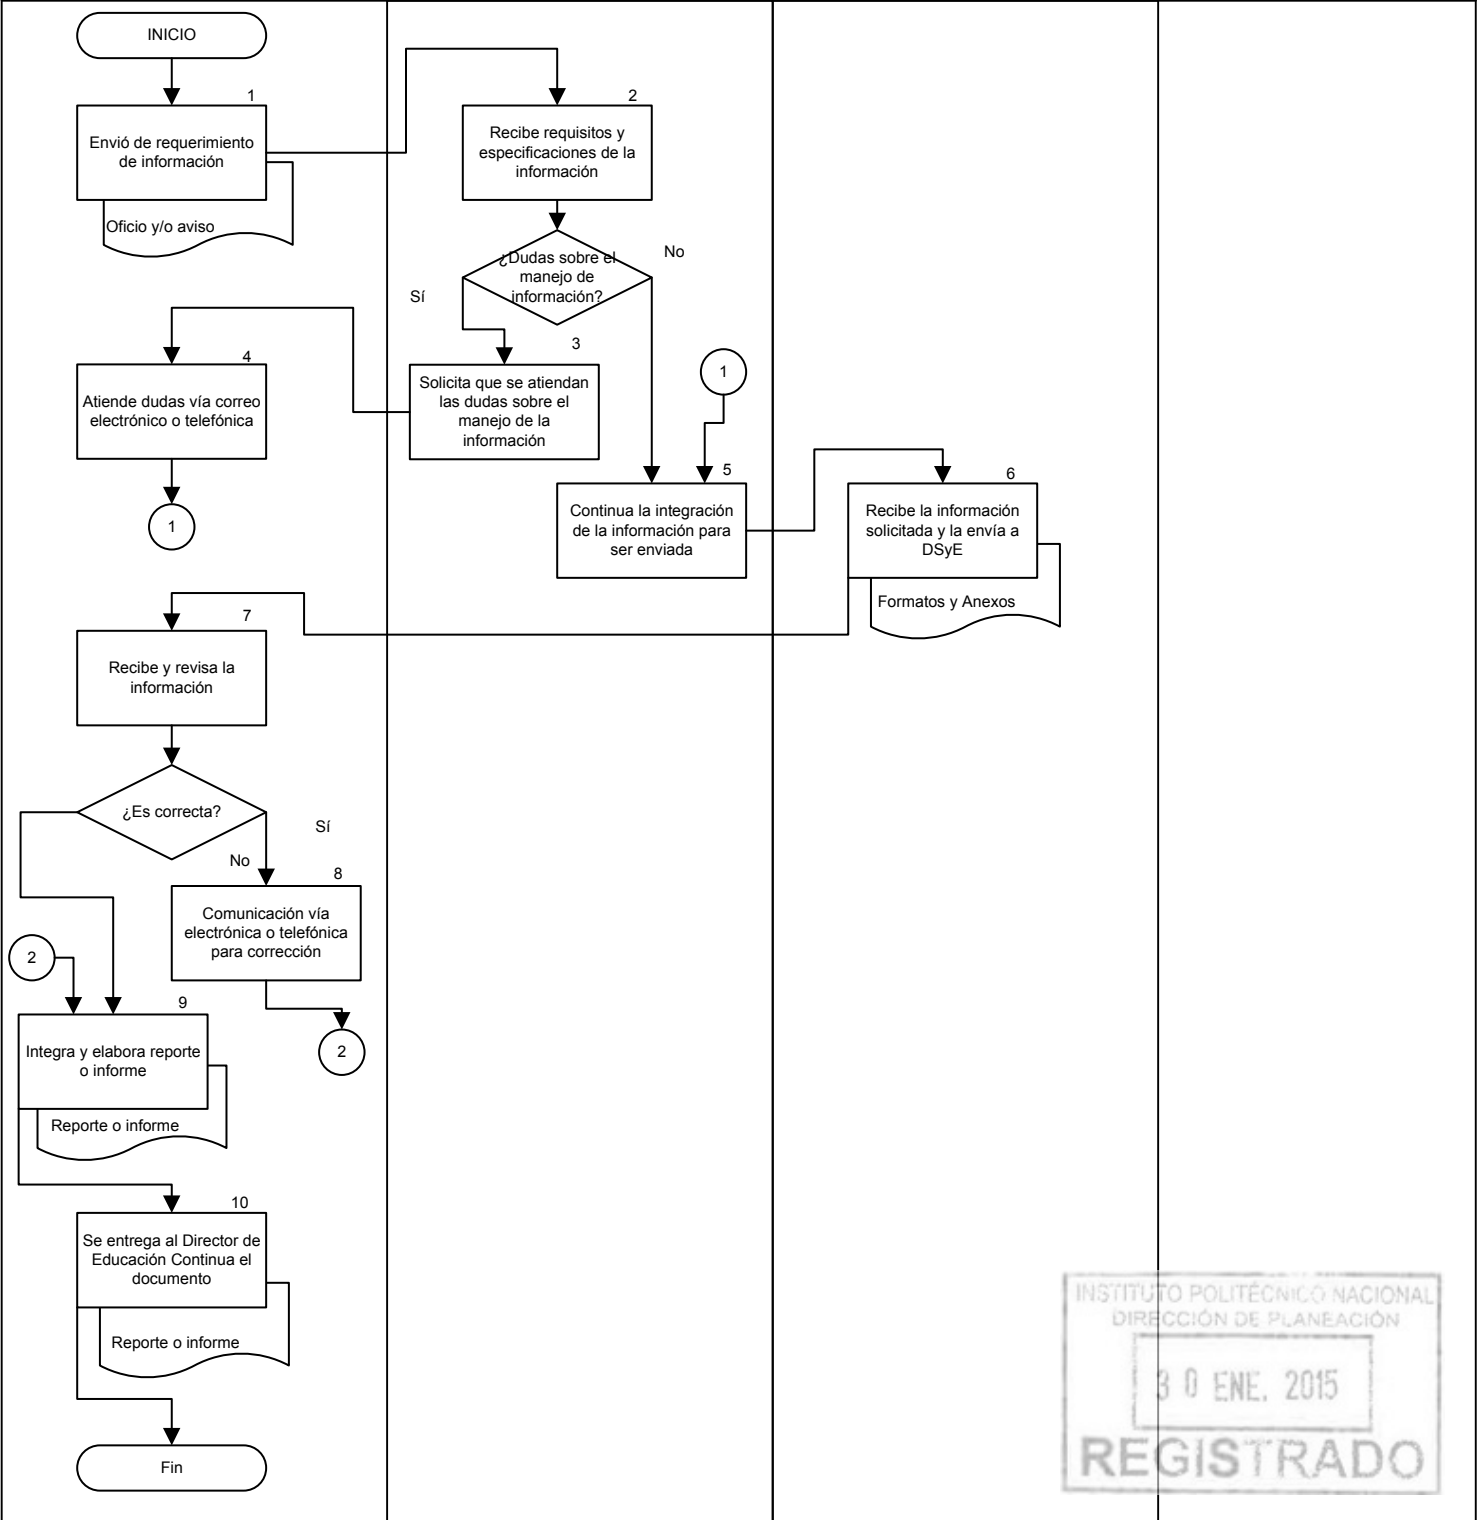 INICIO
1
Envió de requerimiento
de información
Oficio y/o aviso
2
Recibe requisitos y
especificaciones de la
información
¿Dudas sobre el
manejo de
información?
No
Sí
3
Solicita que se atiendan
las dudas sobre el
manejo de la
información
4
Atiende dudas vía correo
electrónico o telefónica
1
1
5
Continua la integración
de la información para
ser enviada
6
Recibe la información
solicitada y la envía a
DSyE
Formatos y Anexos
7
Recibe y revisa la
información
¿Es correcta?
Sí
No
8
Comunicación vía
electrónica o telefónica
para corrección
2
2
9
Integra y elabora reporte
o informe
Reporte o informe
10
Se entrega al Director de
Educación Continua el
documento
Reporte o informe
Fin
INSTITUTO POLITÉCNICO NACIONAL
DIRECCIÓN DE PLANEACIÓN
30 ENE. 2015
REGISTRADO